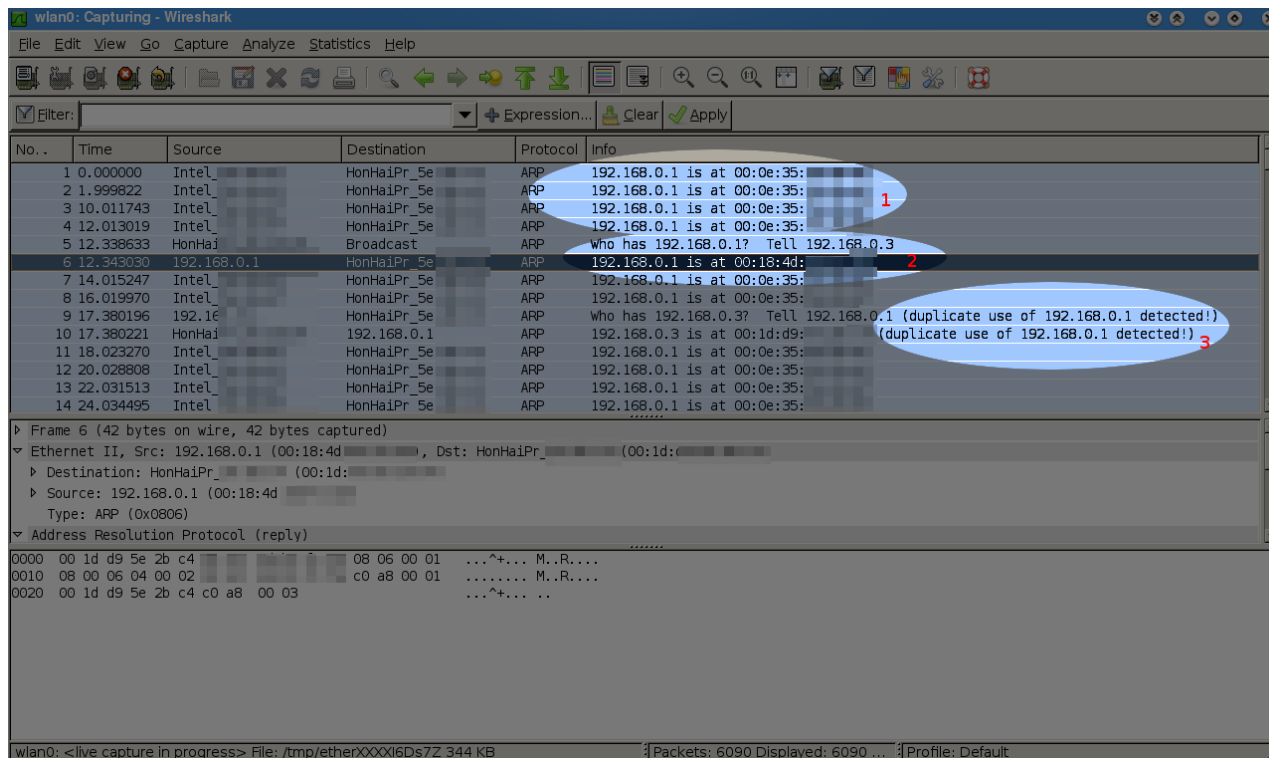 wlan0: Capturing - Wireshark
File Edit View Go Capture Analyze Statistics Help
Filter: Expression... Clear Apply
No. . Time Source Destination Protocol Info
1 0.000000 Intel_ HonHaiPr_5e ARP 192.168.0.1 is at 00:0e:35:
2 1.999822 Intel_ HonHaiPr_5e ARP 192.168.0.1 is at 00:0e:35:
1
3 10.011743 Intel_ HonHaiPr_5e ARP 192.168.0.1 is at 00:0e:35:
4 12.013019 Intel_ HonHaiPr_5e ARP 192.168.0.1 is at 00:0e:35:
5 12.338633 HonHai Broadcast ARP Who has 192.168.0.1? Tell 192.168.0.3
6 12.343030 192.168.0.1 HonHaiPr_5e ARP 192.168.0.1 is at 00:18:4d: 2
7 14.015247 Intel_ HonHaiPr_5e ARP 192.168.0.1 is at 00:0e:35:
8 16.019970 Intel_ HonHaiPr_5e ARP 192.168.0.1 is at 00:0e:35:
9 17.380196 192.16 HonHaiPr_5e ARP Who has 192.168.0.3? Tell 192.168.0.1 (duplicate use of 192.168.0.1 detected!)
10 17.380221 HonHai 192.168.0.1 ARP 192.168.0.3 is at 00:1d:d9: (duplicate use of 192.168.0.1 detected!)
3
11 18.023270 Intel_ HonHaiPr_5e ARP 192.168.0.1 is at 00:0e:35:
12 20.028808 Intel_ HonHaiPr_5e ARP 192.168.0.1 is at 00:0e:35:
13 22.031513 Intel_ HonHaiPr_5e ARP 192.168.0.1 is at 00:0e:35:
14 24.034495 Intel HonHaiPr 5e ARP 192.168.0.1 is at 00:0e:35:
Frame 6 (42 bytes on wire, 42 bytes captured)
Ethernet II, Src: 192.168.0.1 (00:18:4d ), Dst: HonHaiPr_ (00:1d:
Destination: HonHaiPr_ (00:1d:
Source: 192.168.0.1 (00:18:4d
Type: ARP (0x0806)
Address Resolution Protocol (reply)
0000 00 1d d9 5e 2b c4 08 06 00 01 ...^+... M..R....
0010 08 00 06 04 00 02 c0 a8 00 01 ........ M..R....
0020 00 1d d9 5e 2b c4 c0 a8 00 03 ...^+... ..
wlan0: <live capture in progress> File: /tmp/etherXXXXI6Ds7Z 344 KB Packets: 6090 Displayed: 6090 ... Profile: Default